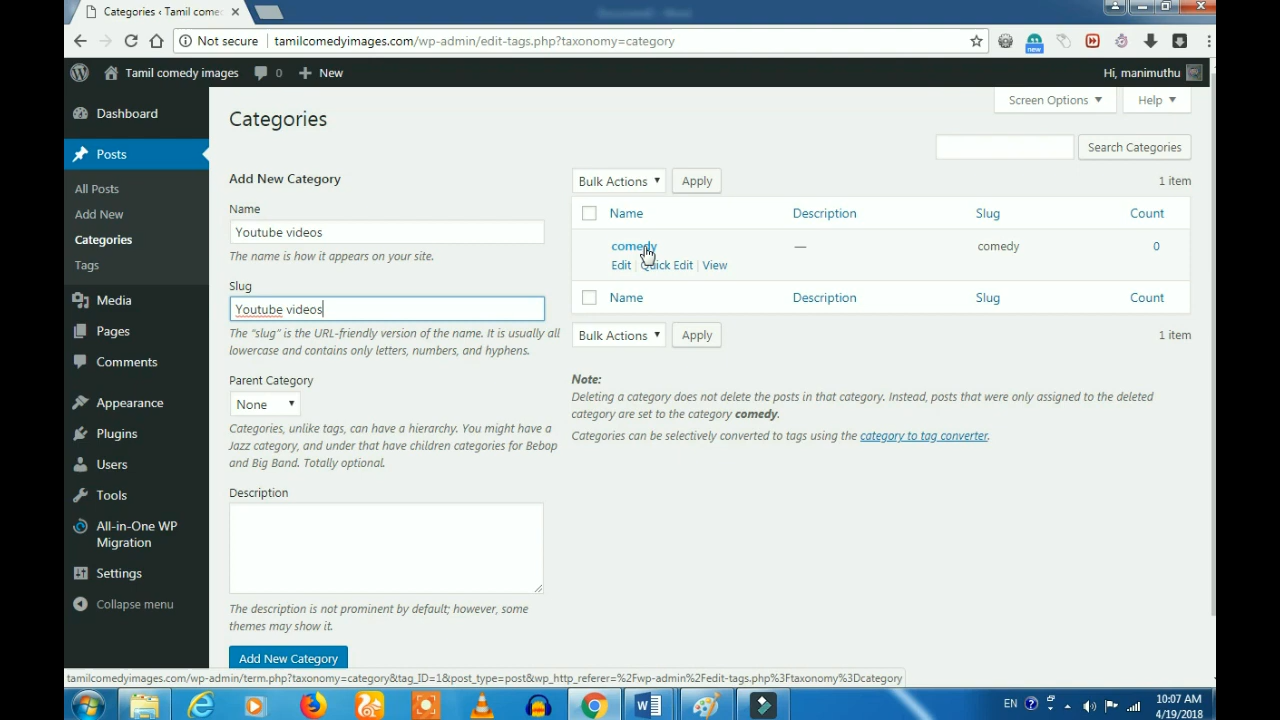 Categories ‹ Tamil come
Not secure
tamilcomedyimages.com/wp-admin/edit-tags.php?taxonomy=category
new
Tamil comedy images
0
New
Hi, manimuthu
Dashboard
Posts
All Posts
Add New
Categories
Tags
Media
Pages
Comments
Appearance
Plugins
Users
Tools
All-in-One WP
Migration
Settings
Collapse menu
Screen Options
Help
Categories
Search Categories
Add New Category
Name
Youtube videos
The name is how it appears on your site.
Slug
Youtube videos
The “slug” is the URL-friendly version of the name. It is usually all
lowercase and contains only letters, numbers, and hyphens.
Parent Category
None
Categories, unlike tags, can have a hierarchy. You might have a
Jazz category, and under that have children categories for Bebop
and Big Band. Totally optional.
Description
The description is not prominent by default; however, some
themes may show it.
Add New Category
Bulk Actions
Apply
1 item
Name
Description
Slug
Count
comedy
—
comedy
0
Edit | Quick Edit | View
Name
Description
Slug
Count
Bulk Actions
Apply
1 item
Note:
Deleting a category does not delete the posts in that category. Instead, posts that were only assigned to the deleted
category are set to the category comedy.
Categories can be selectively converted to tags using the category to tag converter.
tamilcomedyimages.com/wp-admin/term.php?taxonomy=category&tag_ID=1&post_type=post&wp_http_referer=%2Fwp-admin%2Fedit-tags.php%3Ftaxonomy%3Dcategory
EN
10:07 AM
4/19/2018